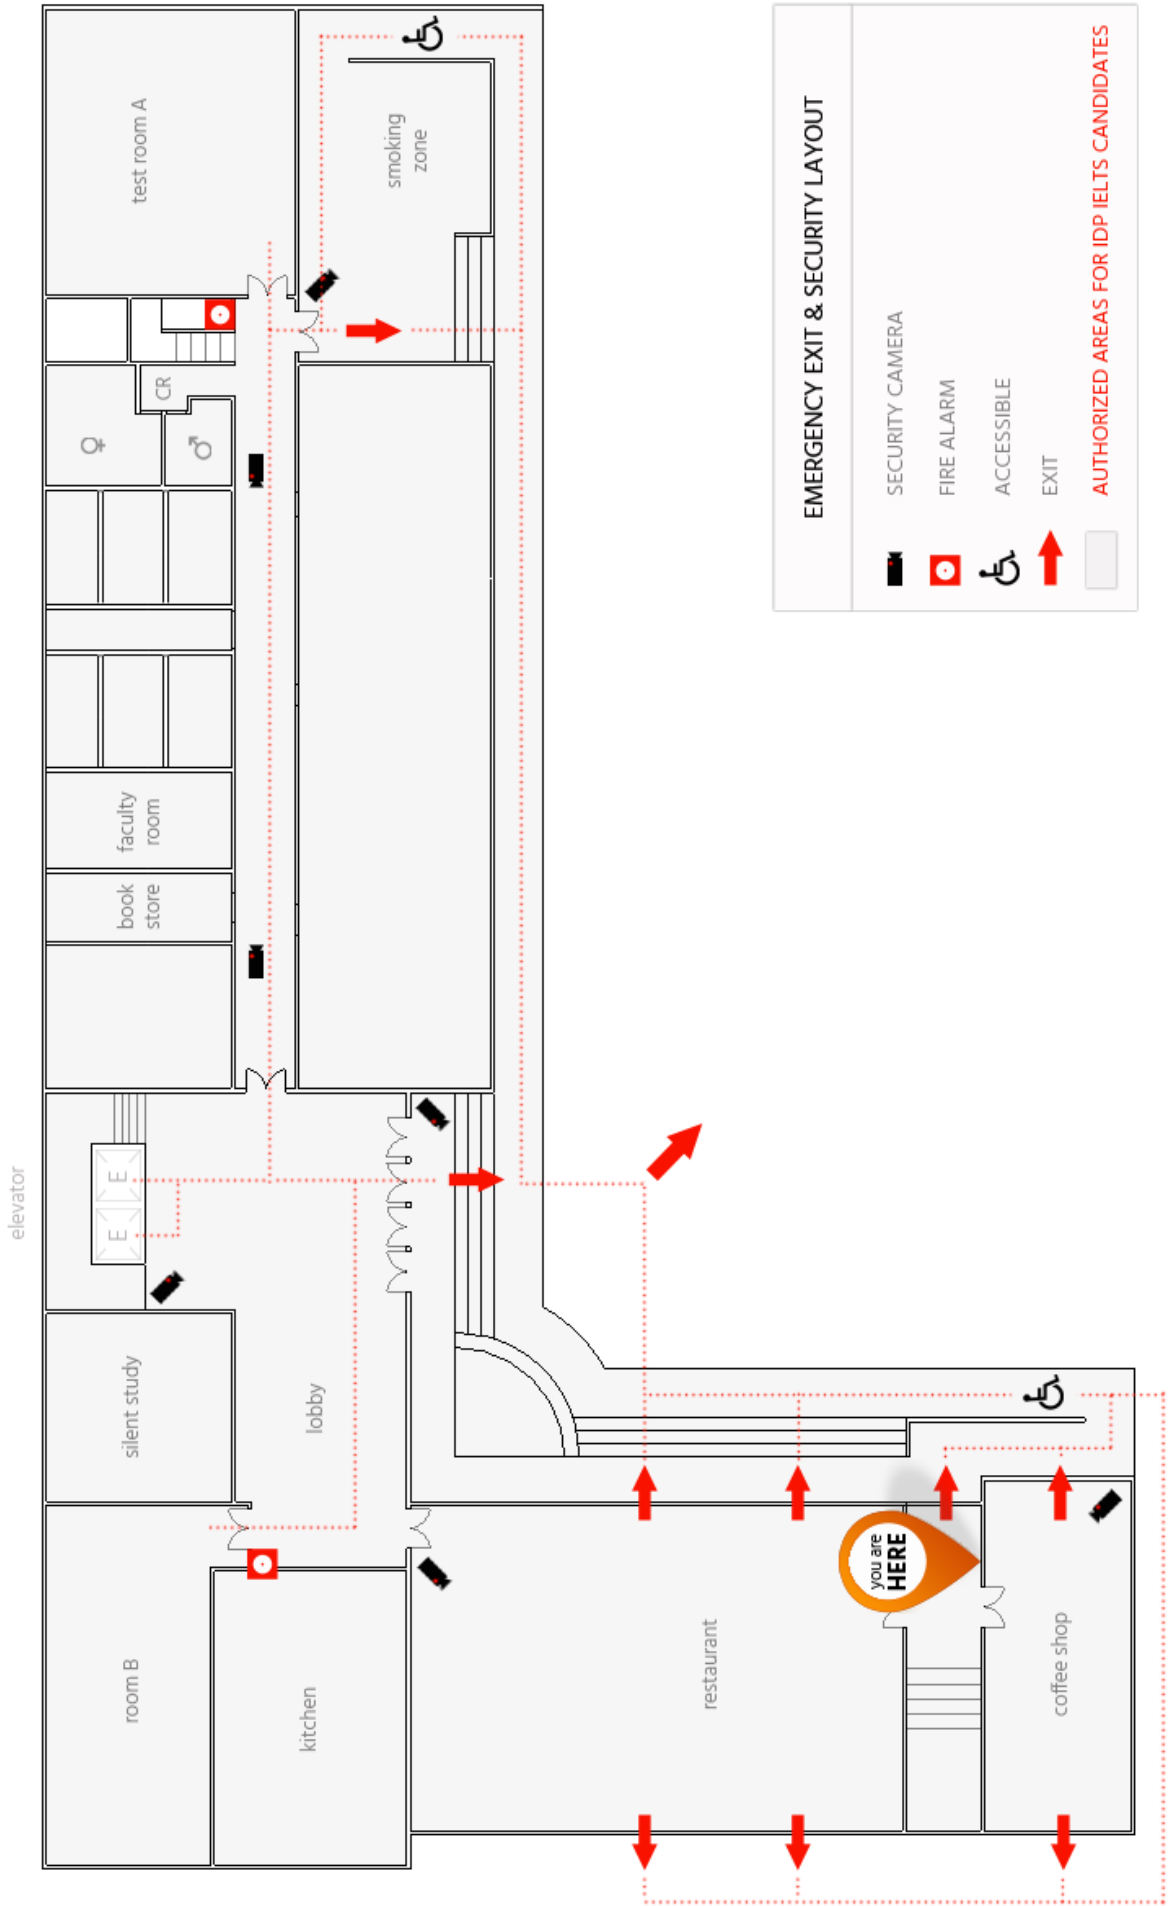 EMERGENCY EXIT & SECURITY LAYOUT
SECURITY CAMERA
FIRE ALARM
ACCESSIBLE
EXIT
AUTHORIZED AREAS FOR IDP IELTS CANDIDATES
elevator
room B
silent study
E
E
book
store
faculty
room
♀
♂
CR
test room A
kitchen
lobby
smoking
zone
restaurant
you are
HERE
coffee shop